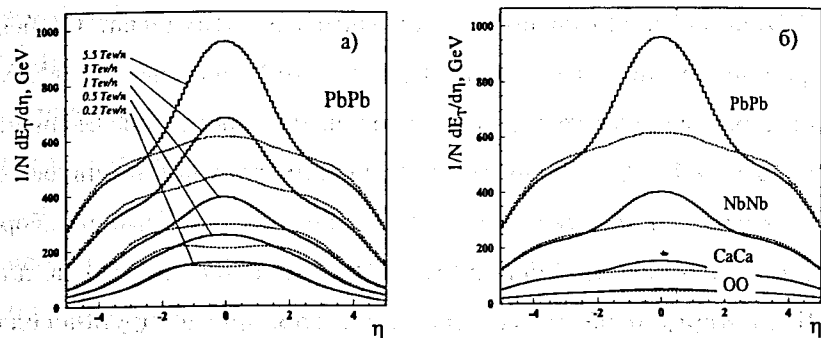 1/N dE_T/dη, GeV
1000
800
600
400
200
0
5.5 Tew/n
3 Tew/n
1 Tew/n
0.5 Tew/n
0.2 Tew/n
а)
PbPb
-4 -2 0 2 4
η
1/N dE_T/dη, GeV
1000
800
600
400
200
0
б)
PbPb
NbNb
CaCa
OO
-4 -2 0 2 4
η